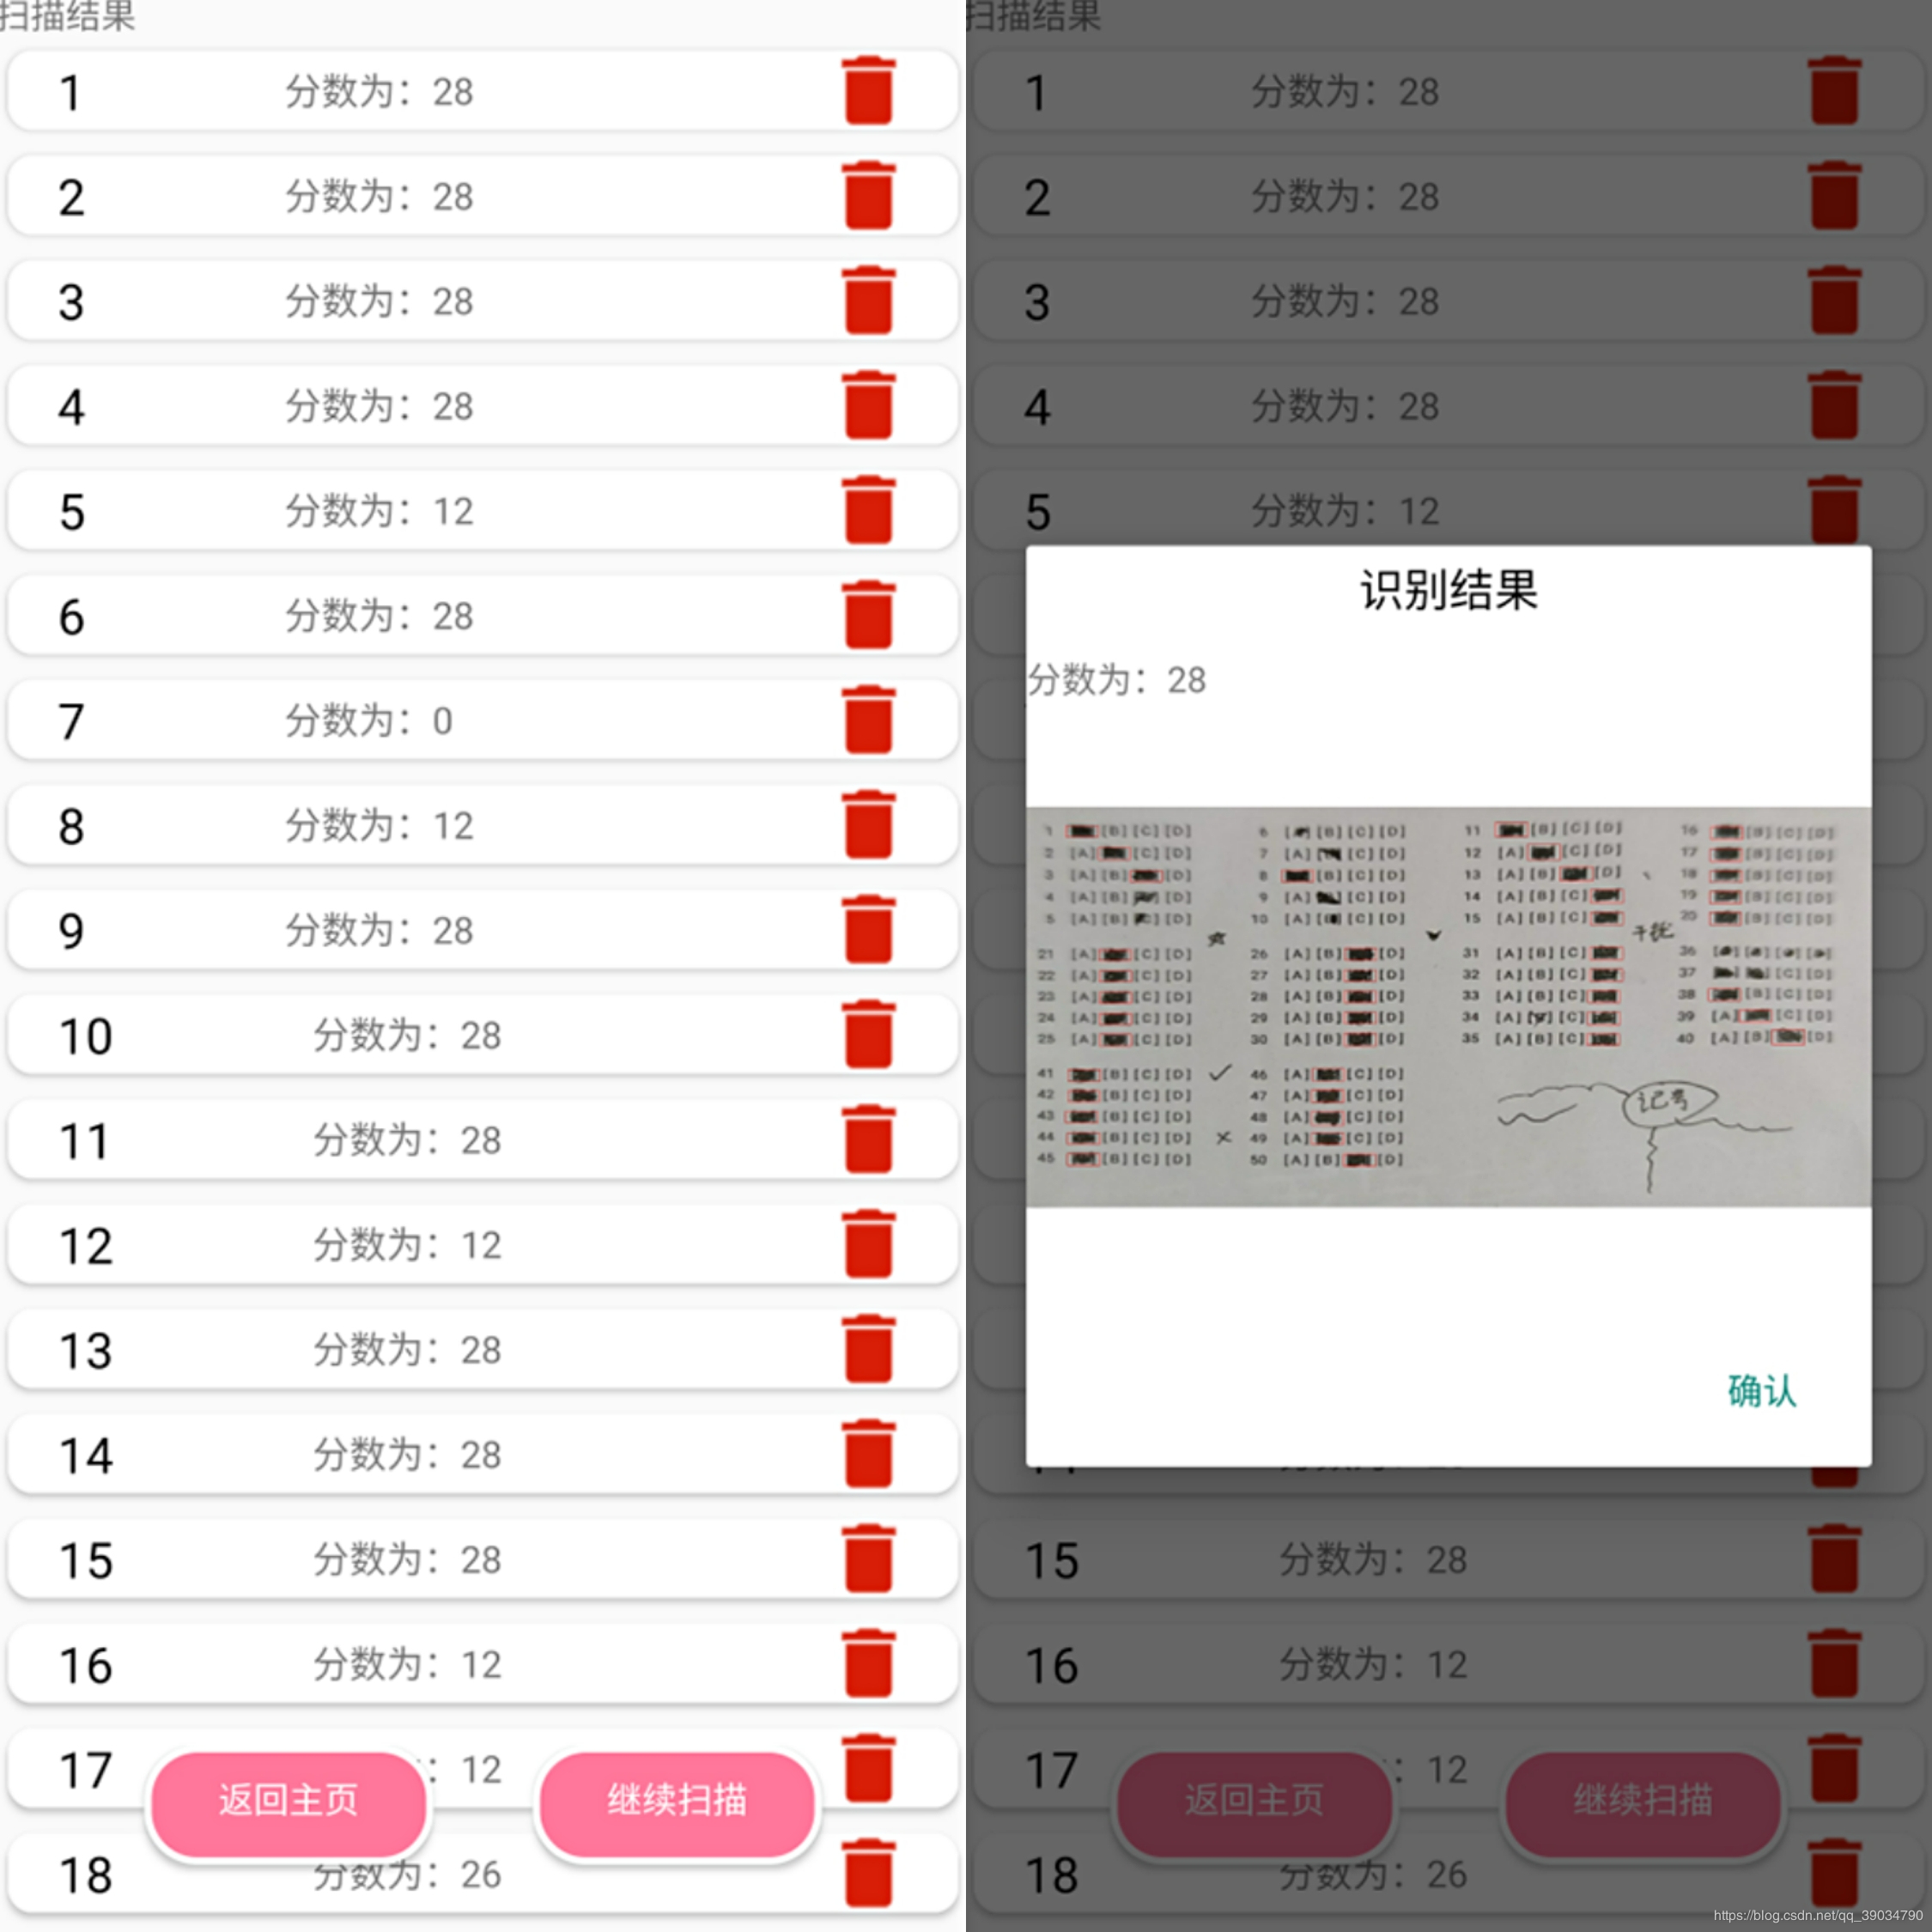 扫描结果
1 分数为：28
2 分数为：28
3 分数为：28
4 分数为：28
5 分数为：12
6 分数为：28
7 分数为：0
8 分数为：12
9 分数为：28
10 分数为：28
11 分数为：28
12 分数为：12
13 分数为：28
14 分数为：28
15 分数为：28
16 分数为：12
17 ：12
返回主页 继续扫描
18 分数为：26
扫描结果
1 分数为：28
2 分数为：28
3 分数为：28
4 分数为：28
5 分数为：12
识别结果
分数为：28
1 [B] [C] [D] 6 [B] [C] [D] 11 [B] [C] [D] 16 [B] [C] [D]
2 [A] [C] [D] 7 [A] [C] [D] 12 [A] [C] [D] 17 [B] [C] [D]
3 [A] [B] [D] 8 [B] [C] [D] 13 [A] [B] [D] 18 [B] [C] [D]
4 [A] [B] [D] 9 [A] [C] [D] 14 [A] [B] [C] 19 [B] [C] [D]
5 [A] [B] [D] 10 [A] [C] [D] 15 [A] [B] [C] 20 [B] [C] [D]
干扰
21 [A] [C] [D] 26 [A] [B] [D] 31 [A] [B] [C] 36
22 [A] [C] [D] 27 [A] [B] [D] 32 [A] [B] [C] 37 [C] [D]
23 [A] [C] [D] 28 [A] [B] [D] 33 [A] [B] [C] 38 [B] [C] [D]
24 [A] [C] [D] 29 [A] [B] [D] 34 [A] [C] 39 [A] [C] [D]
25 [A] [C] [D] 30 [A] [B] [D] 35 [A] [B] [C] 40 [A] [B] [D]
41 [B] [C] [D] 46 [A] [C] [D]
42 [B] [C] [D] 47 [A] [C] [D]
43 [B] [C] [D] 48 [A] [C] [D]
44 [B] [C] [D] 49 [A] [C] [D]
45 [B] [C] [D] 50 [A] [B] [D]
记号
确认
15 分数为：28
16 分数为：12
17 ：12
返回主页 继续扫描
18 分数为：26
https://blog.csdn.net/qq_39034790